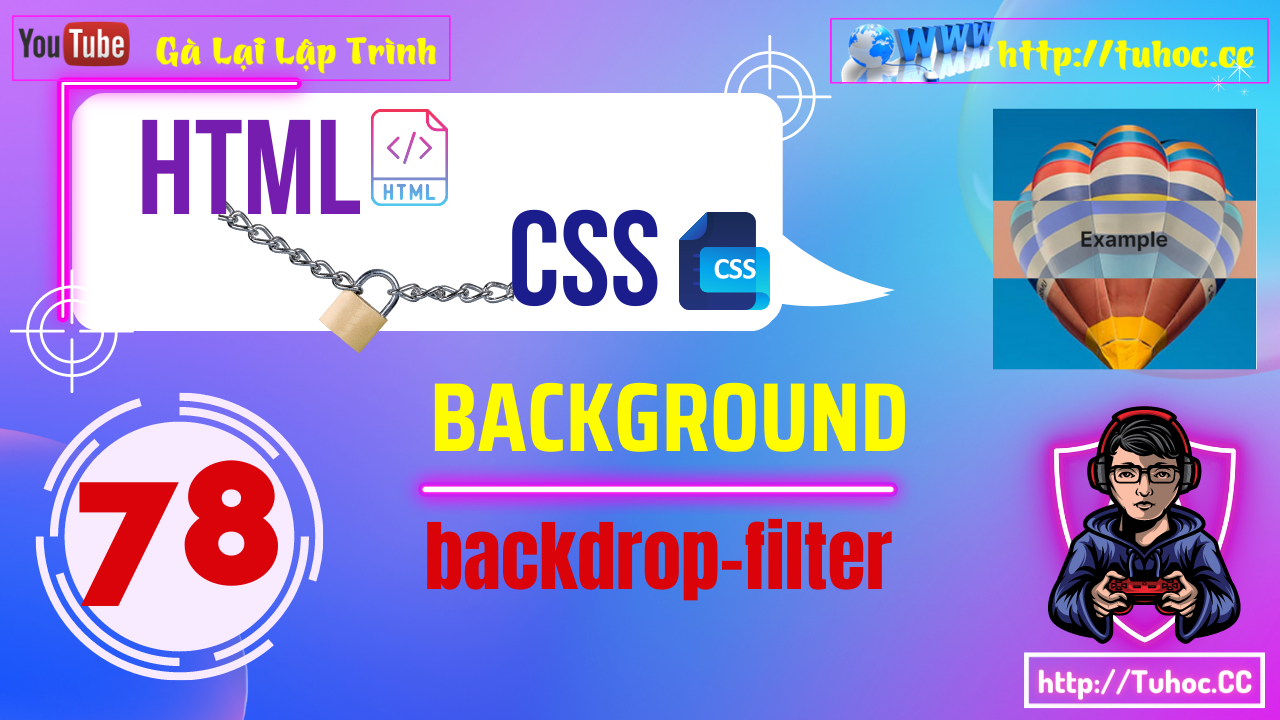 YouTube
Gà Lại Lập Trình
WWW
http://tuhoc.cc
HTML
</>
HTML
CSS
CSS
Example
BACKGROUND
78
backdrop-filter
http://Tuhoc.CC